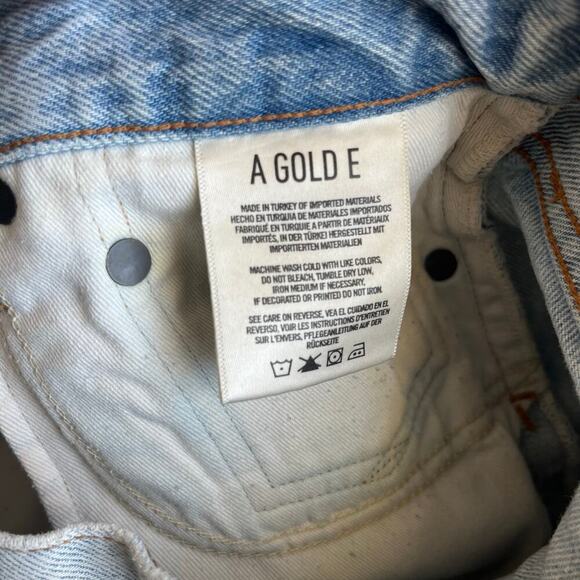 A GOLD E
MADE IN TURKEY OF IMPORTED MATERIALS
HECHO EN TURQUIA DE MATERIALES IMPORTADOS
FABRIQUÉ EN TURQUIE A PARTIR DE MATÉRIAUX
IMPORTÉS, IN DER TÜRKEI HERGESTELLT MIT
IMPORTIERTEN MATERIALIEN
MACHINE WASH COLD WITH LIKE COLORS,
DO NOT BLEACH, TUMBLE DRY LOW,
IRON MEDIUM IF NECESSARY,
IF DECORATED OR PRINTED DO NOT IRON.
SEE CARE ON REVERSE, VEA EL CUIDADO EN EL
REVERSO, VOIR LES INSTRUCTIONS D'ENTRETIEN
SUR L'ENVERS, PFLEGEANLEITUNG AUF DER
RÜCKSEITE